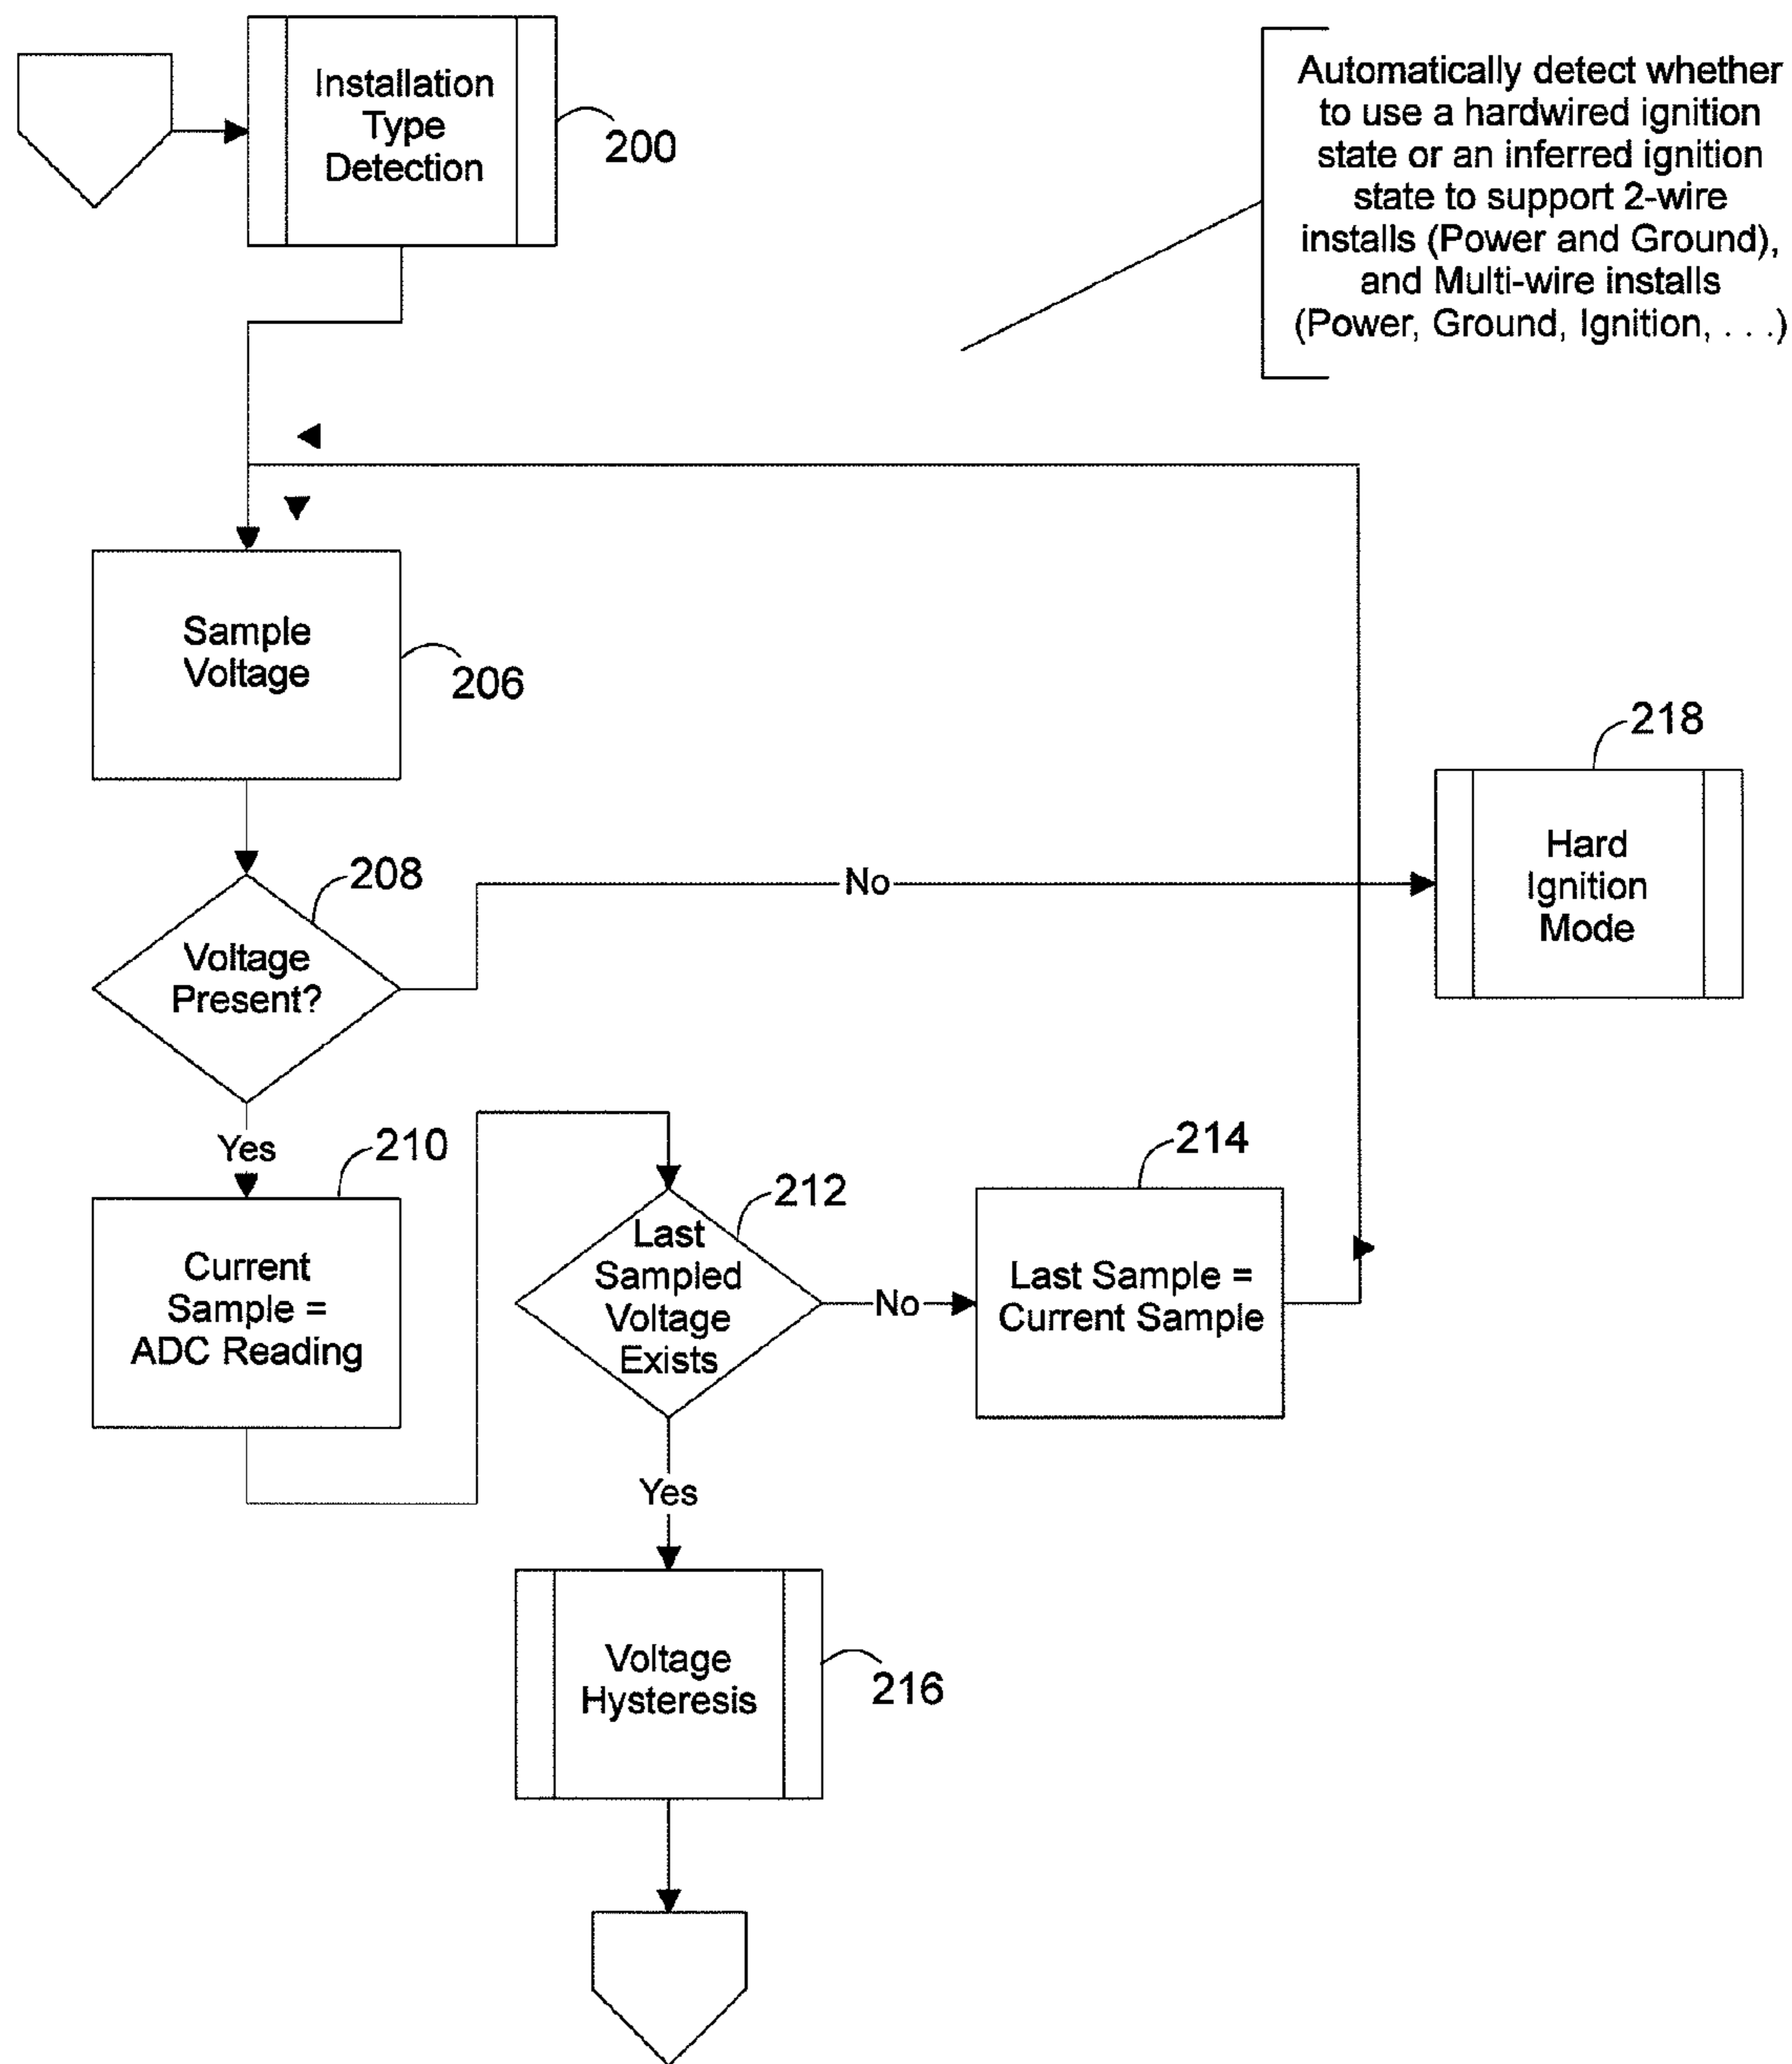 Installation
Type
Detection
200
Automatically detect whether
to use a hardwired ignition
state or an inferred ignition
state to support 2-wire
installs (Power and Ground),
and Multi-wire installs
(Power, Ground, Ignition, . . .)
Sample
Voltage
206
218
Hard
Ignition
Mode
208
No
Voltage
Present?
Yes
210
Current
Sample =
ADC Reading
212
Last
Sampled
Voltage
Exists
No
214
Last Sample =
Current Sample
Yes
Voltage
Hysteresis
216